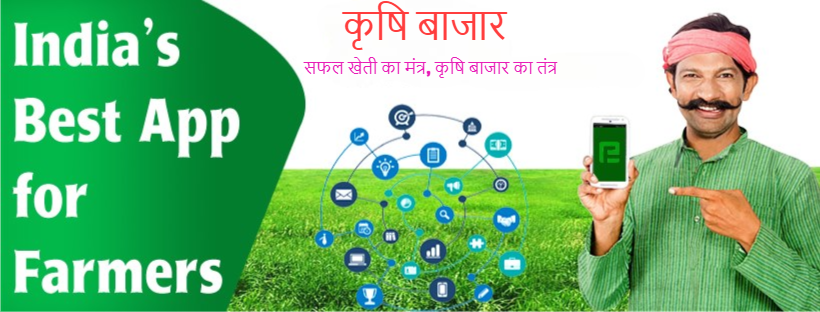 India's
Best App
for
Farmers
कृषि बाजार
सफल खेती का मंत्र, कृषि बाजार का तंत्र